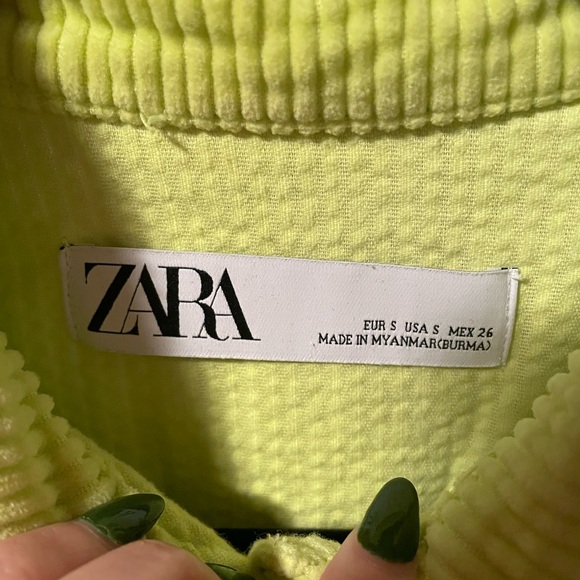 ZARA
EUR S USA S MEX 26
MADE IN MYANMAR(BURMA)